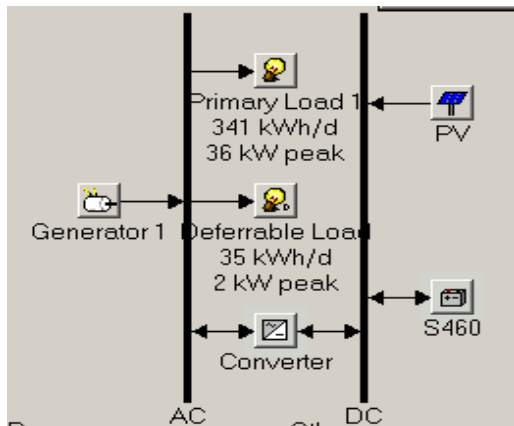 Primary Load 1
341 kWh/d
36 kW peak
PV
Generator 1
Deferrable Load
35 kWh/d
2 kW peak
S460
Converter
AC
DC